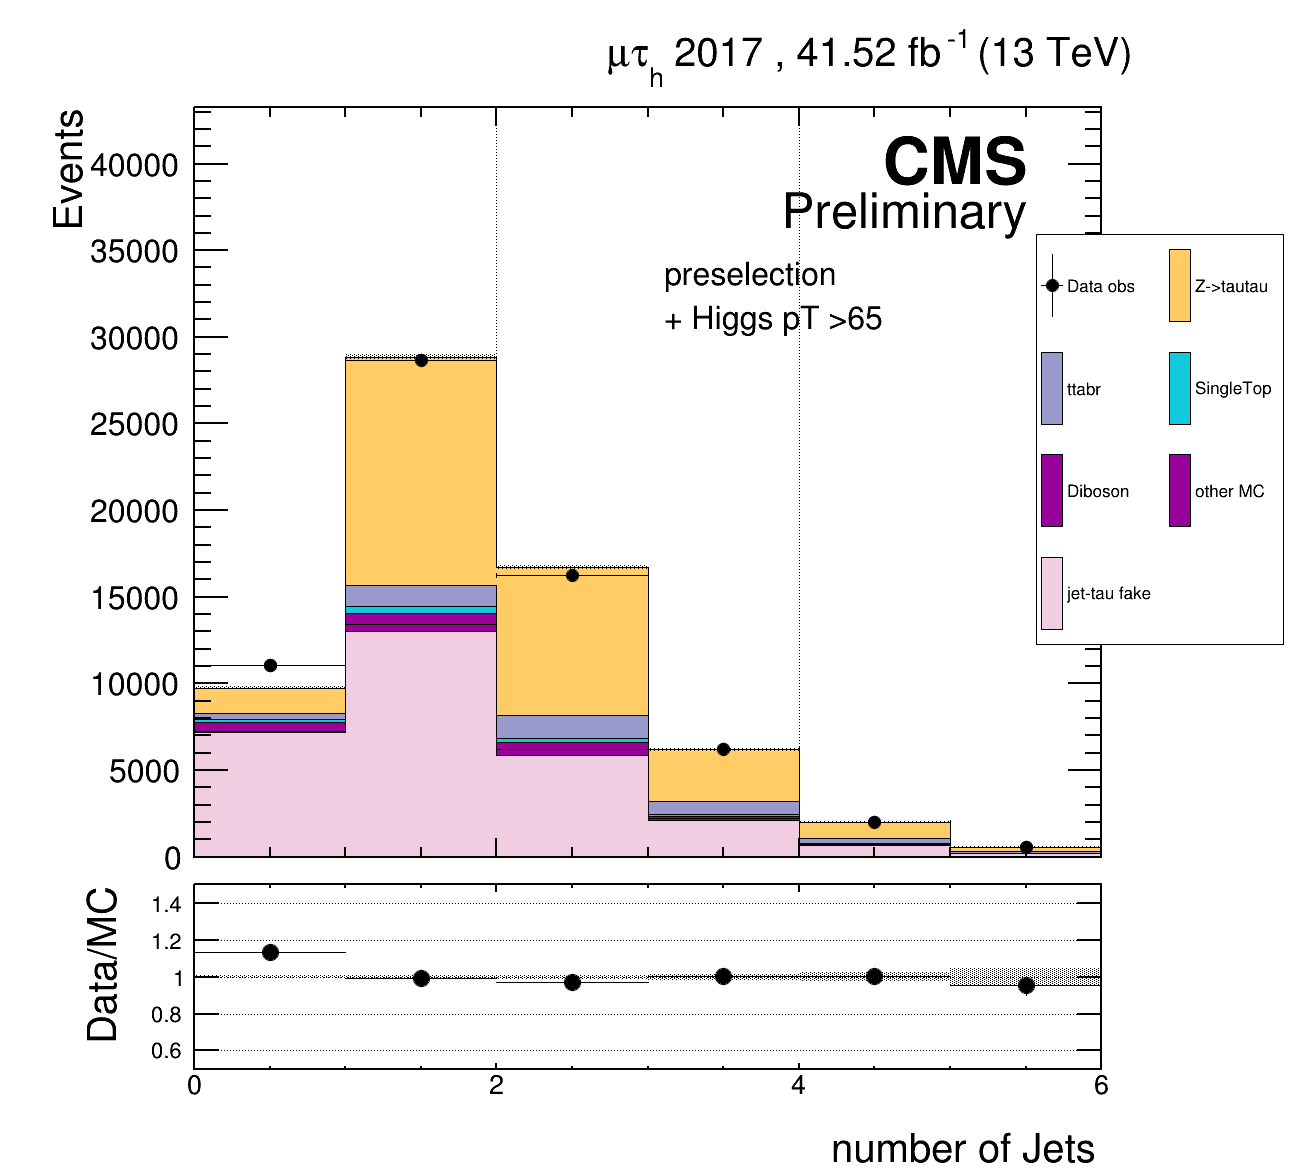 μτh 2017 , 41.52 fb-1 (13 TeV)
Events
40000
35000
30000
25000
20000
15000
10000
5000
0
CMS
Preliminary
preselection
+ Higgs pT >65
Data obs
Z->tautau
ttabr
SingleTop
Diboson
other MC
jet-tau fake
Data/MC
1.4
1.2
1
0.8
0.6
0 2 4 6
number of Jets